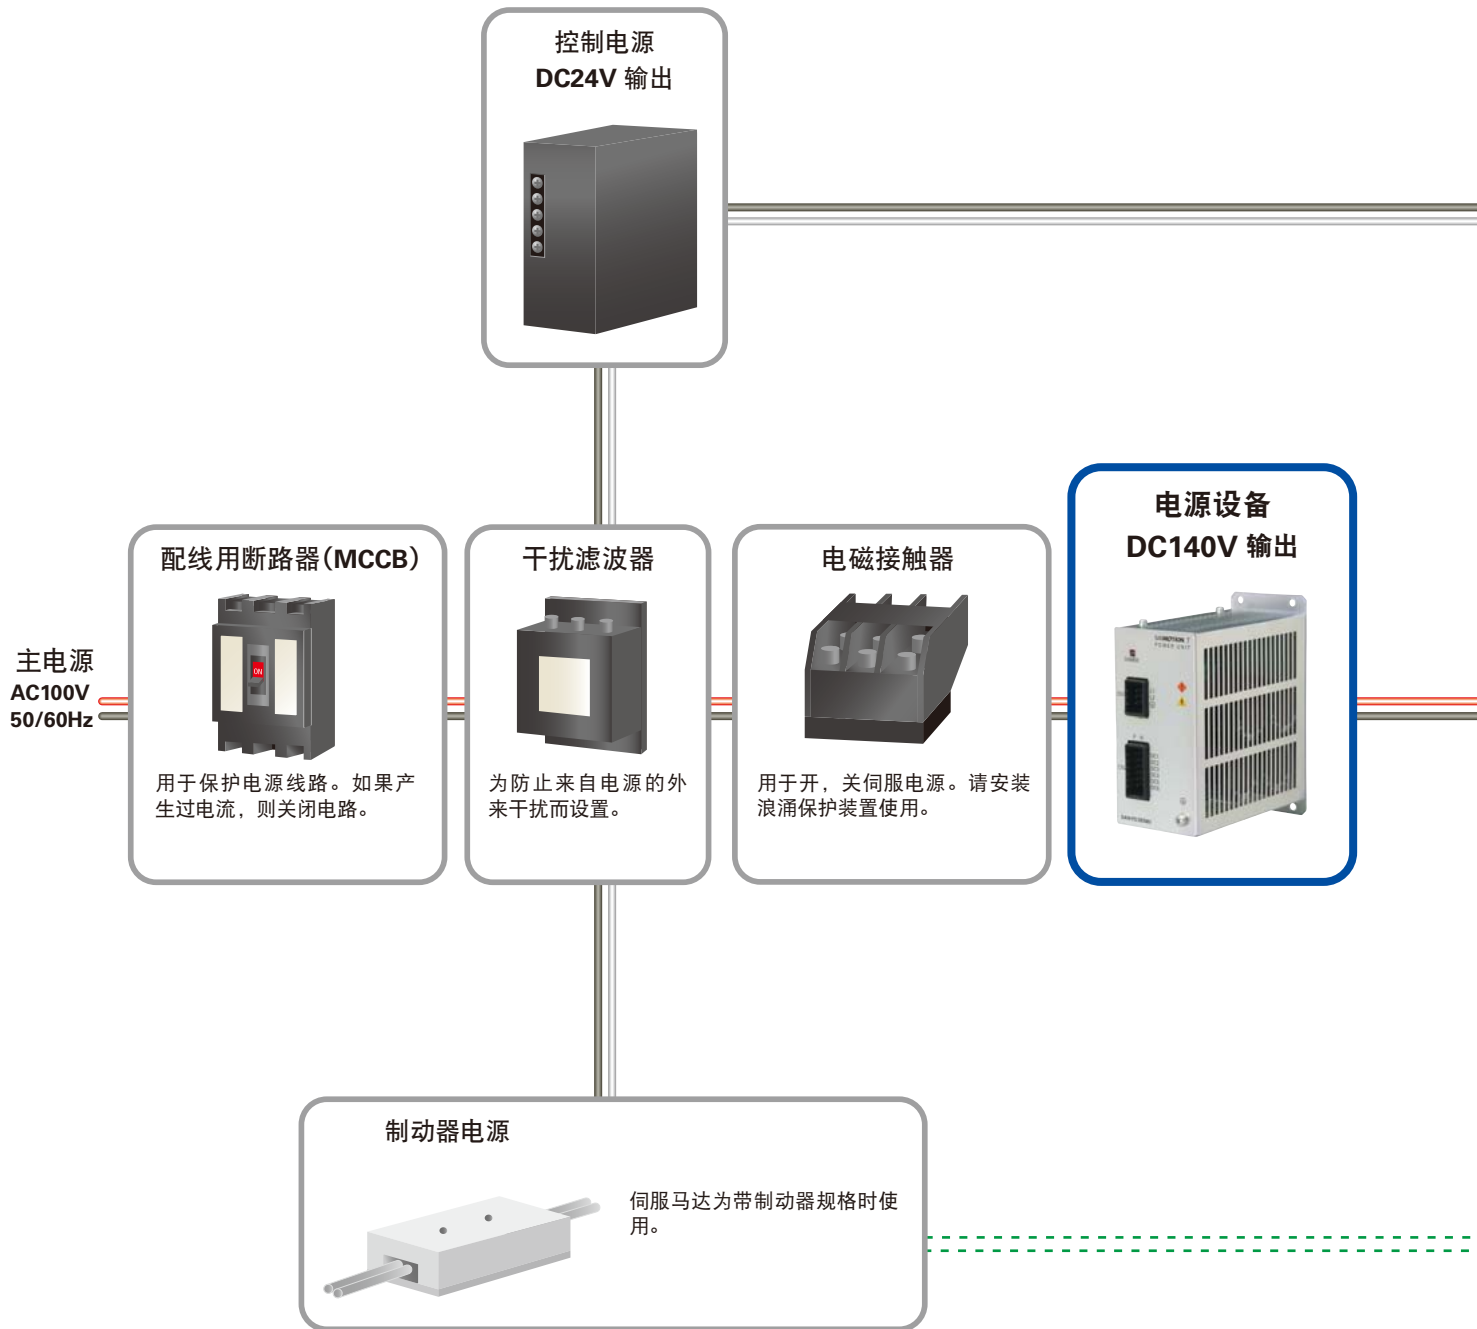 控制电源
DC24V 输出
电源设备
DC140V 输出
配线用断路器(MCCB)
干扰滤波器
电磁接触器
主电源
AC100V
50/60Hz
ON
用于保护电源线路。如果产
生过电流，则关闭电路。
为防止来自电源的外
来干扰而设置。
用于开，关伺服电源。请安装
浪涌保护装置使用。
POWER UNIT
制动器电源
伺服马达为带制动器规格时使
用。